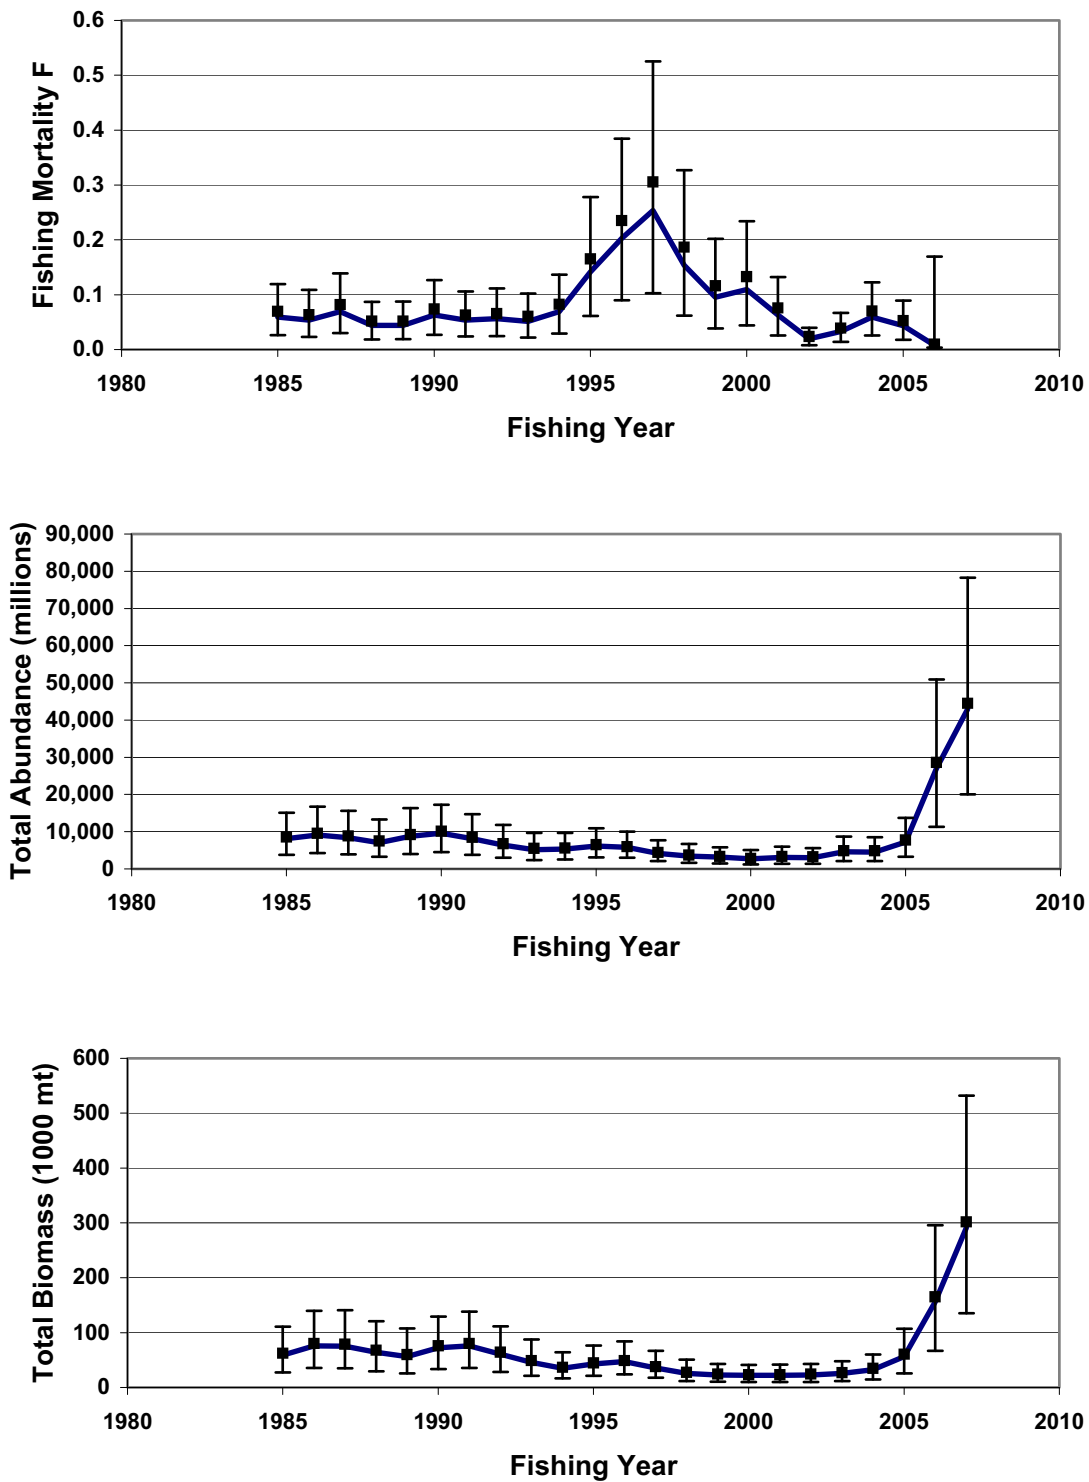 0.6
0.5
0.4
0.3
0.2
0.1
0.0
Fishing Mortality F
1980 1985 1990 1995 2000 2005 2010
Fishing Year
90,000
80,000
70,000
60,000
50,000
40,000
30,000
20,000
10,000
0
Total Abundance (millions)
1980 1985 1990 1995 2000 2005 2010
Fishing Year
600
500
400
300
200
100
0
Total Biomass (1000 mt)
1980 1985 1990 1995 2000 2005 2010
Fishing Year